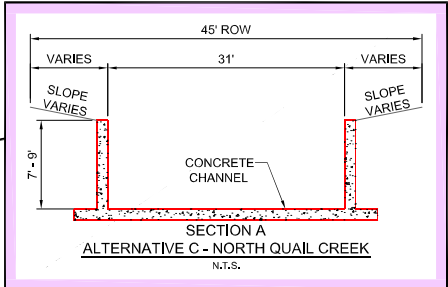 45' ROW
VARIES 31' VARIES
SLOPE
VARIES
SLOPE
VARIES
7' - 9'
CONCRETE
CHANNEL
SECTION A
ALTERNATIVE C - NORTH QUAIL CREEK
N.T.S.